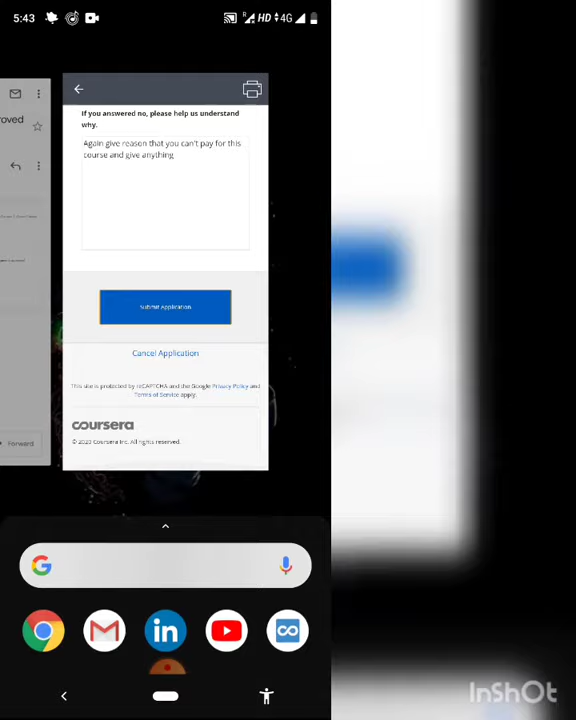 5:43
R HD 4G
roved
If you answered no, please help us understand
why.
Again give reason that you can't pay for this
course and give anything
Submit Application
Cancel Application
This site is protected by reCAPTCHA and the Google Privacy Policy and
Terms of Service apply.
coursera
© 2020 Coursera Inc. All rights reserved.
Forward
G
in
InShOt